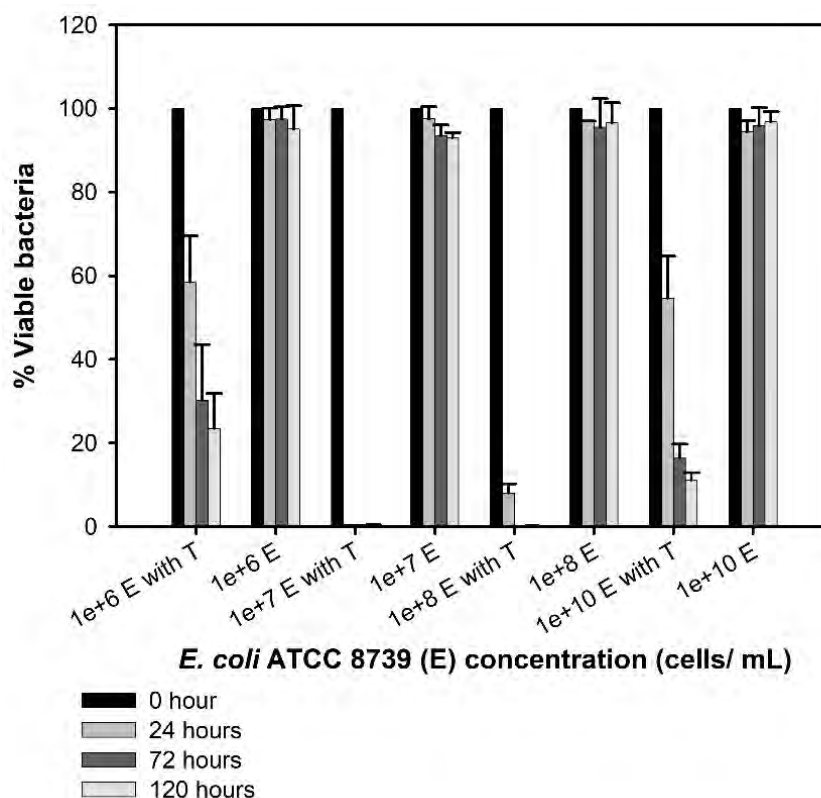 120
100
80
60
40
20
0
% Viable bacteria
1e+6 E with T
1e+6 E
1e+7 E with T
1e+7 E
1e+8 E with T
1e+8 E
1e+10 E with T
1e+10 E
E. coli ATCC 8739 (E) concentration (cells/ mL)
0 hour
24 hours
72 hours
120 hours